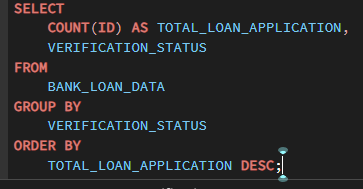 SELECT
COUNT(ID) AS TOTAL_LOAN_APPLICATION,
VERIFICATION_STATUS
FROM
BANK_LOAN_DATA
GROUP BY
VERIFICATION_STATUS
ORDER BY
TOTAL_LOAN_APPLICATION DESC;